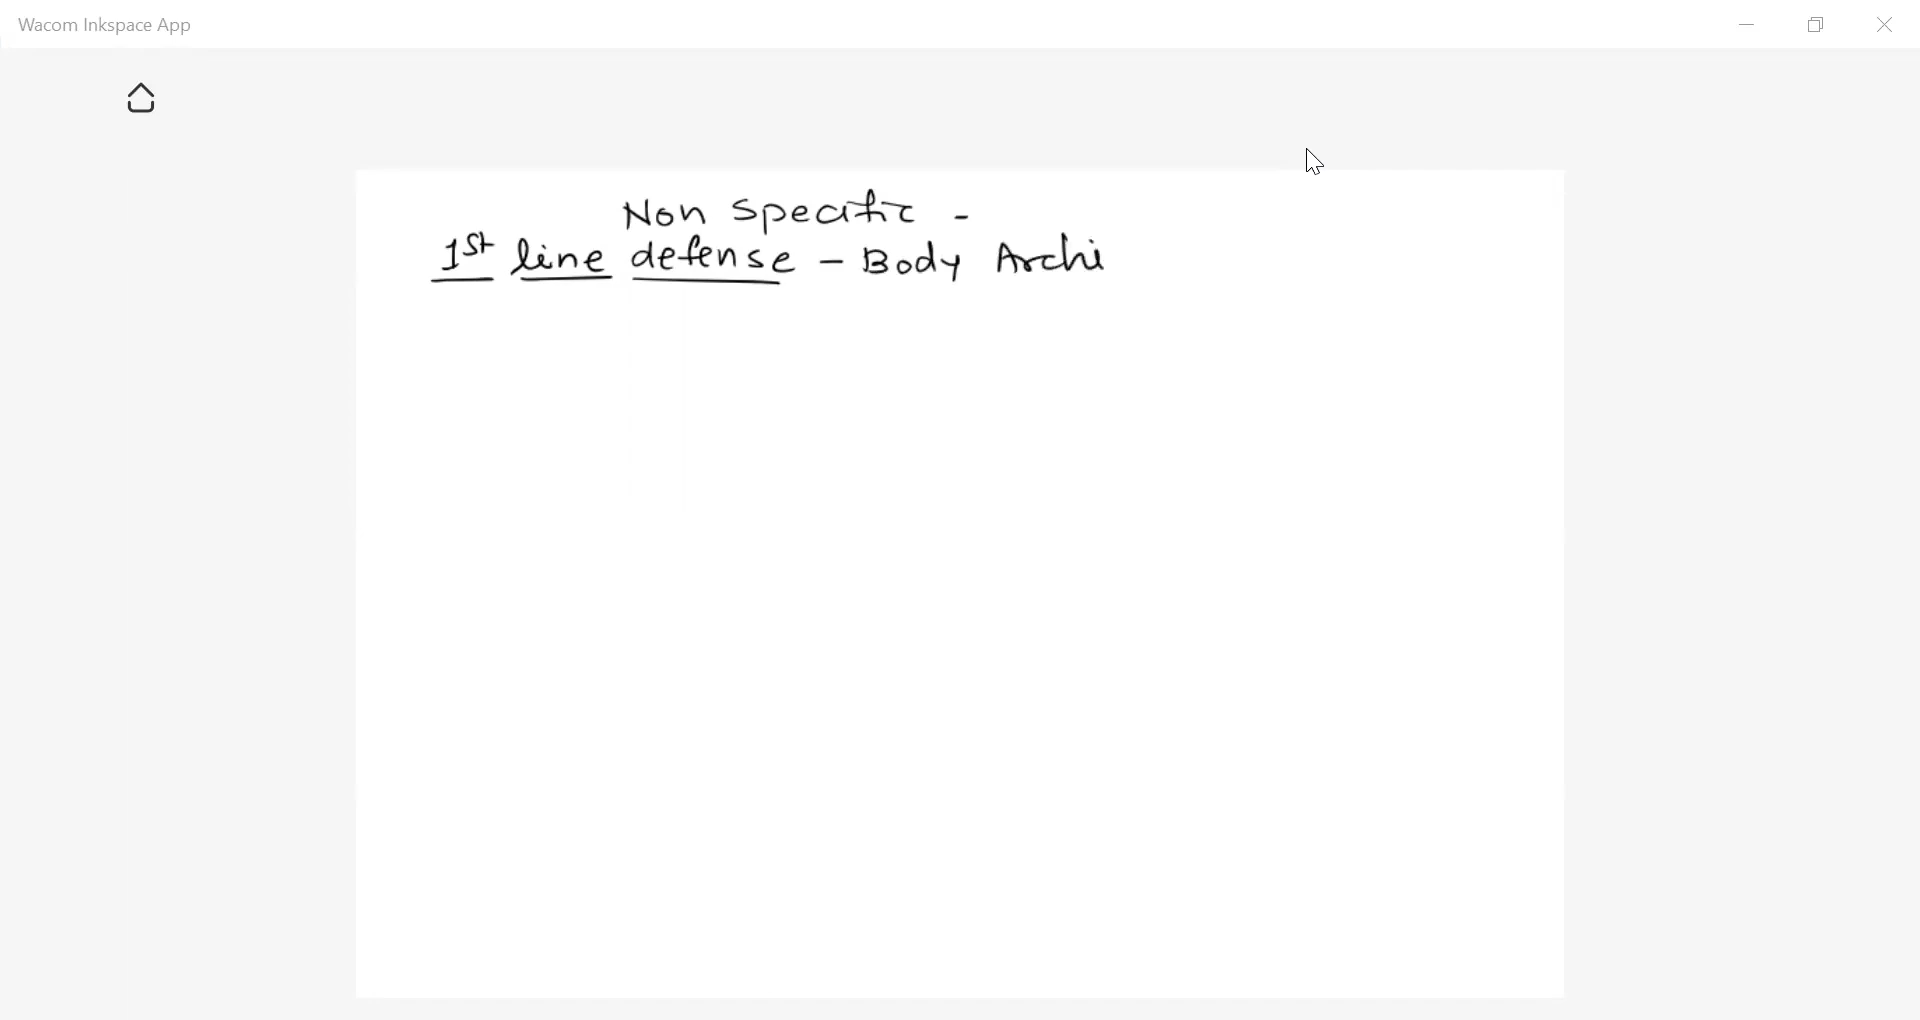 Wacom Inkspace App
Non Specific -
1st line defense - Body Archi